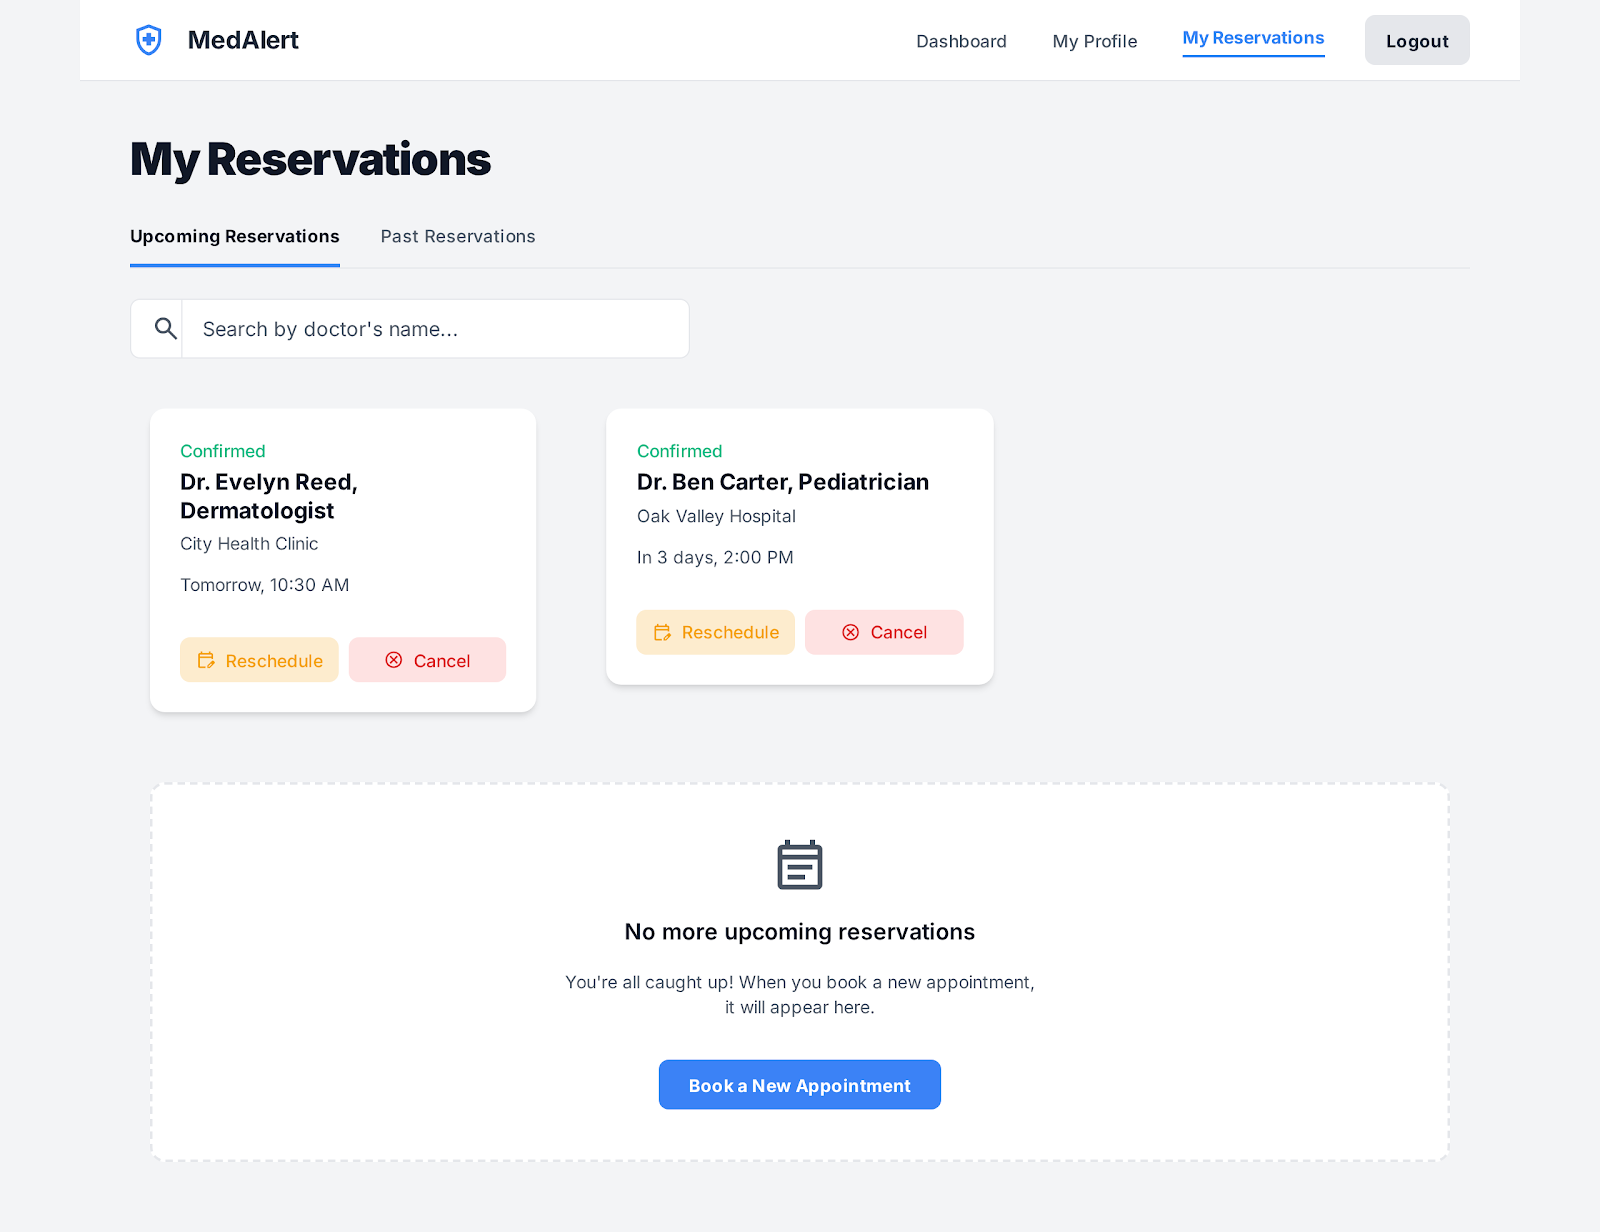 MedAlert
Dashboard
My Profile
My Reservations
Logout
My Reservations
Upcoming Reservations
Past Reservations
Search by doctor's name...
Confirmed
Dr. Evelyn Reed,
Dermatologist
City Health Clinic
Tomorrow, 10:30 AM
Reschedule
Cancel
Confirmed
Dr. Ben Carter, Pediatrician
Oak Valley Hospital
In 3 days, 2:00 PM
Reschedule
Cancel
No more upcoming reservations
You're all caught up! When you book a new appointment,
it will appear here.
Book a New Appointment